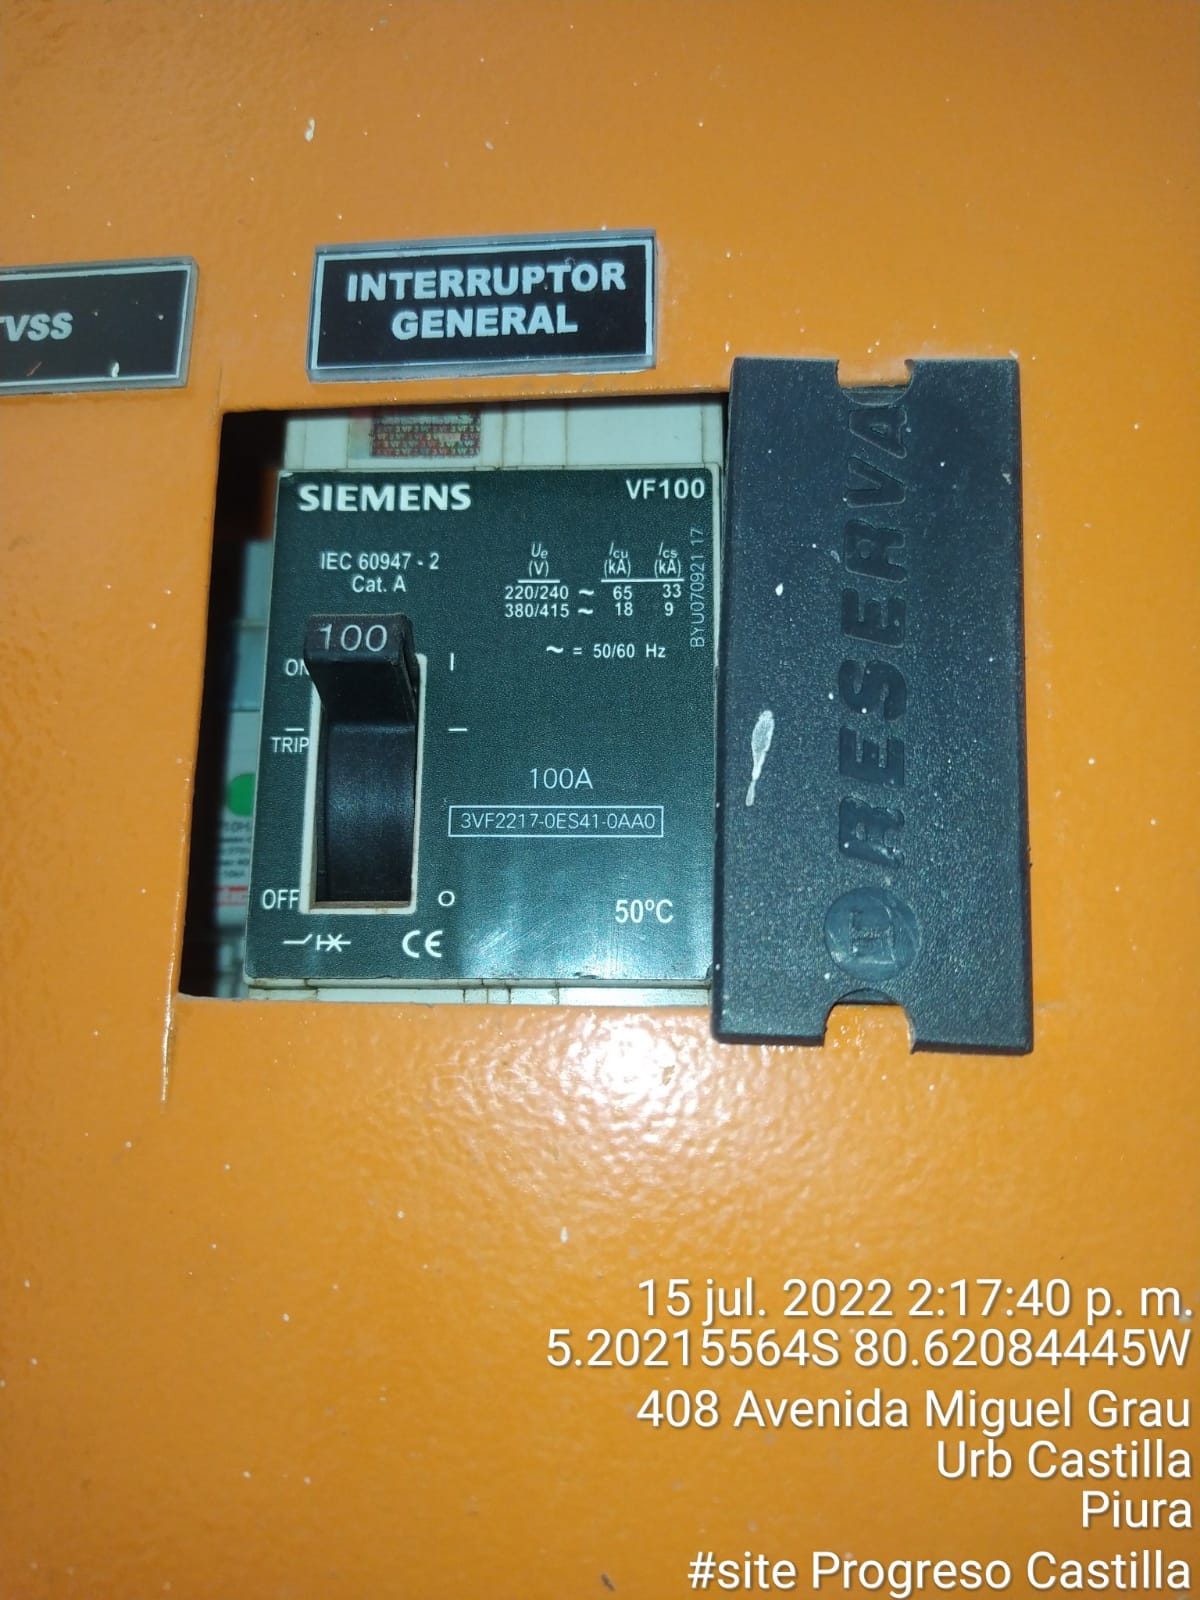 TVSS
INTERRUPTOR
GENERAL
SIEMENS
VF100
IEC 60947 - 2
Cat. A
Ue Icu Ics
(V) (kA) (kA)
220/240 ~ 65 33
380/415 ~ 18 9
~ = 50/60 Hz
BYU070921 17
100
ON I
TRIP
100A
3VF2217-0ES41-0AA0
OFF O
50°C
CE
RESERVA
T
15 jul. 2022 2:17:40 p. m.
5.20215564S 80.62084445W
408 Avenida Miguel Grau
Urb Castilla
Piura
#site Progreso Castilla